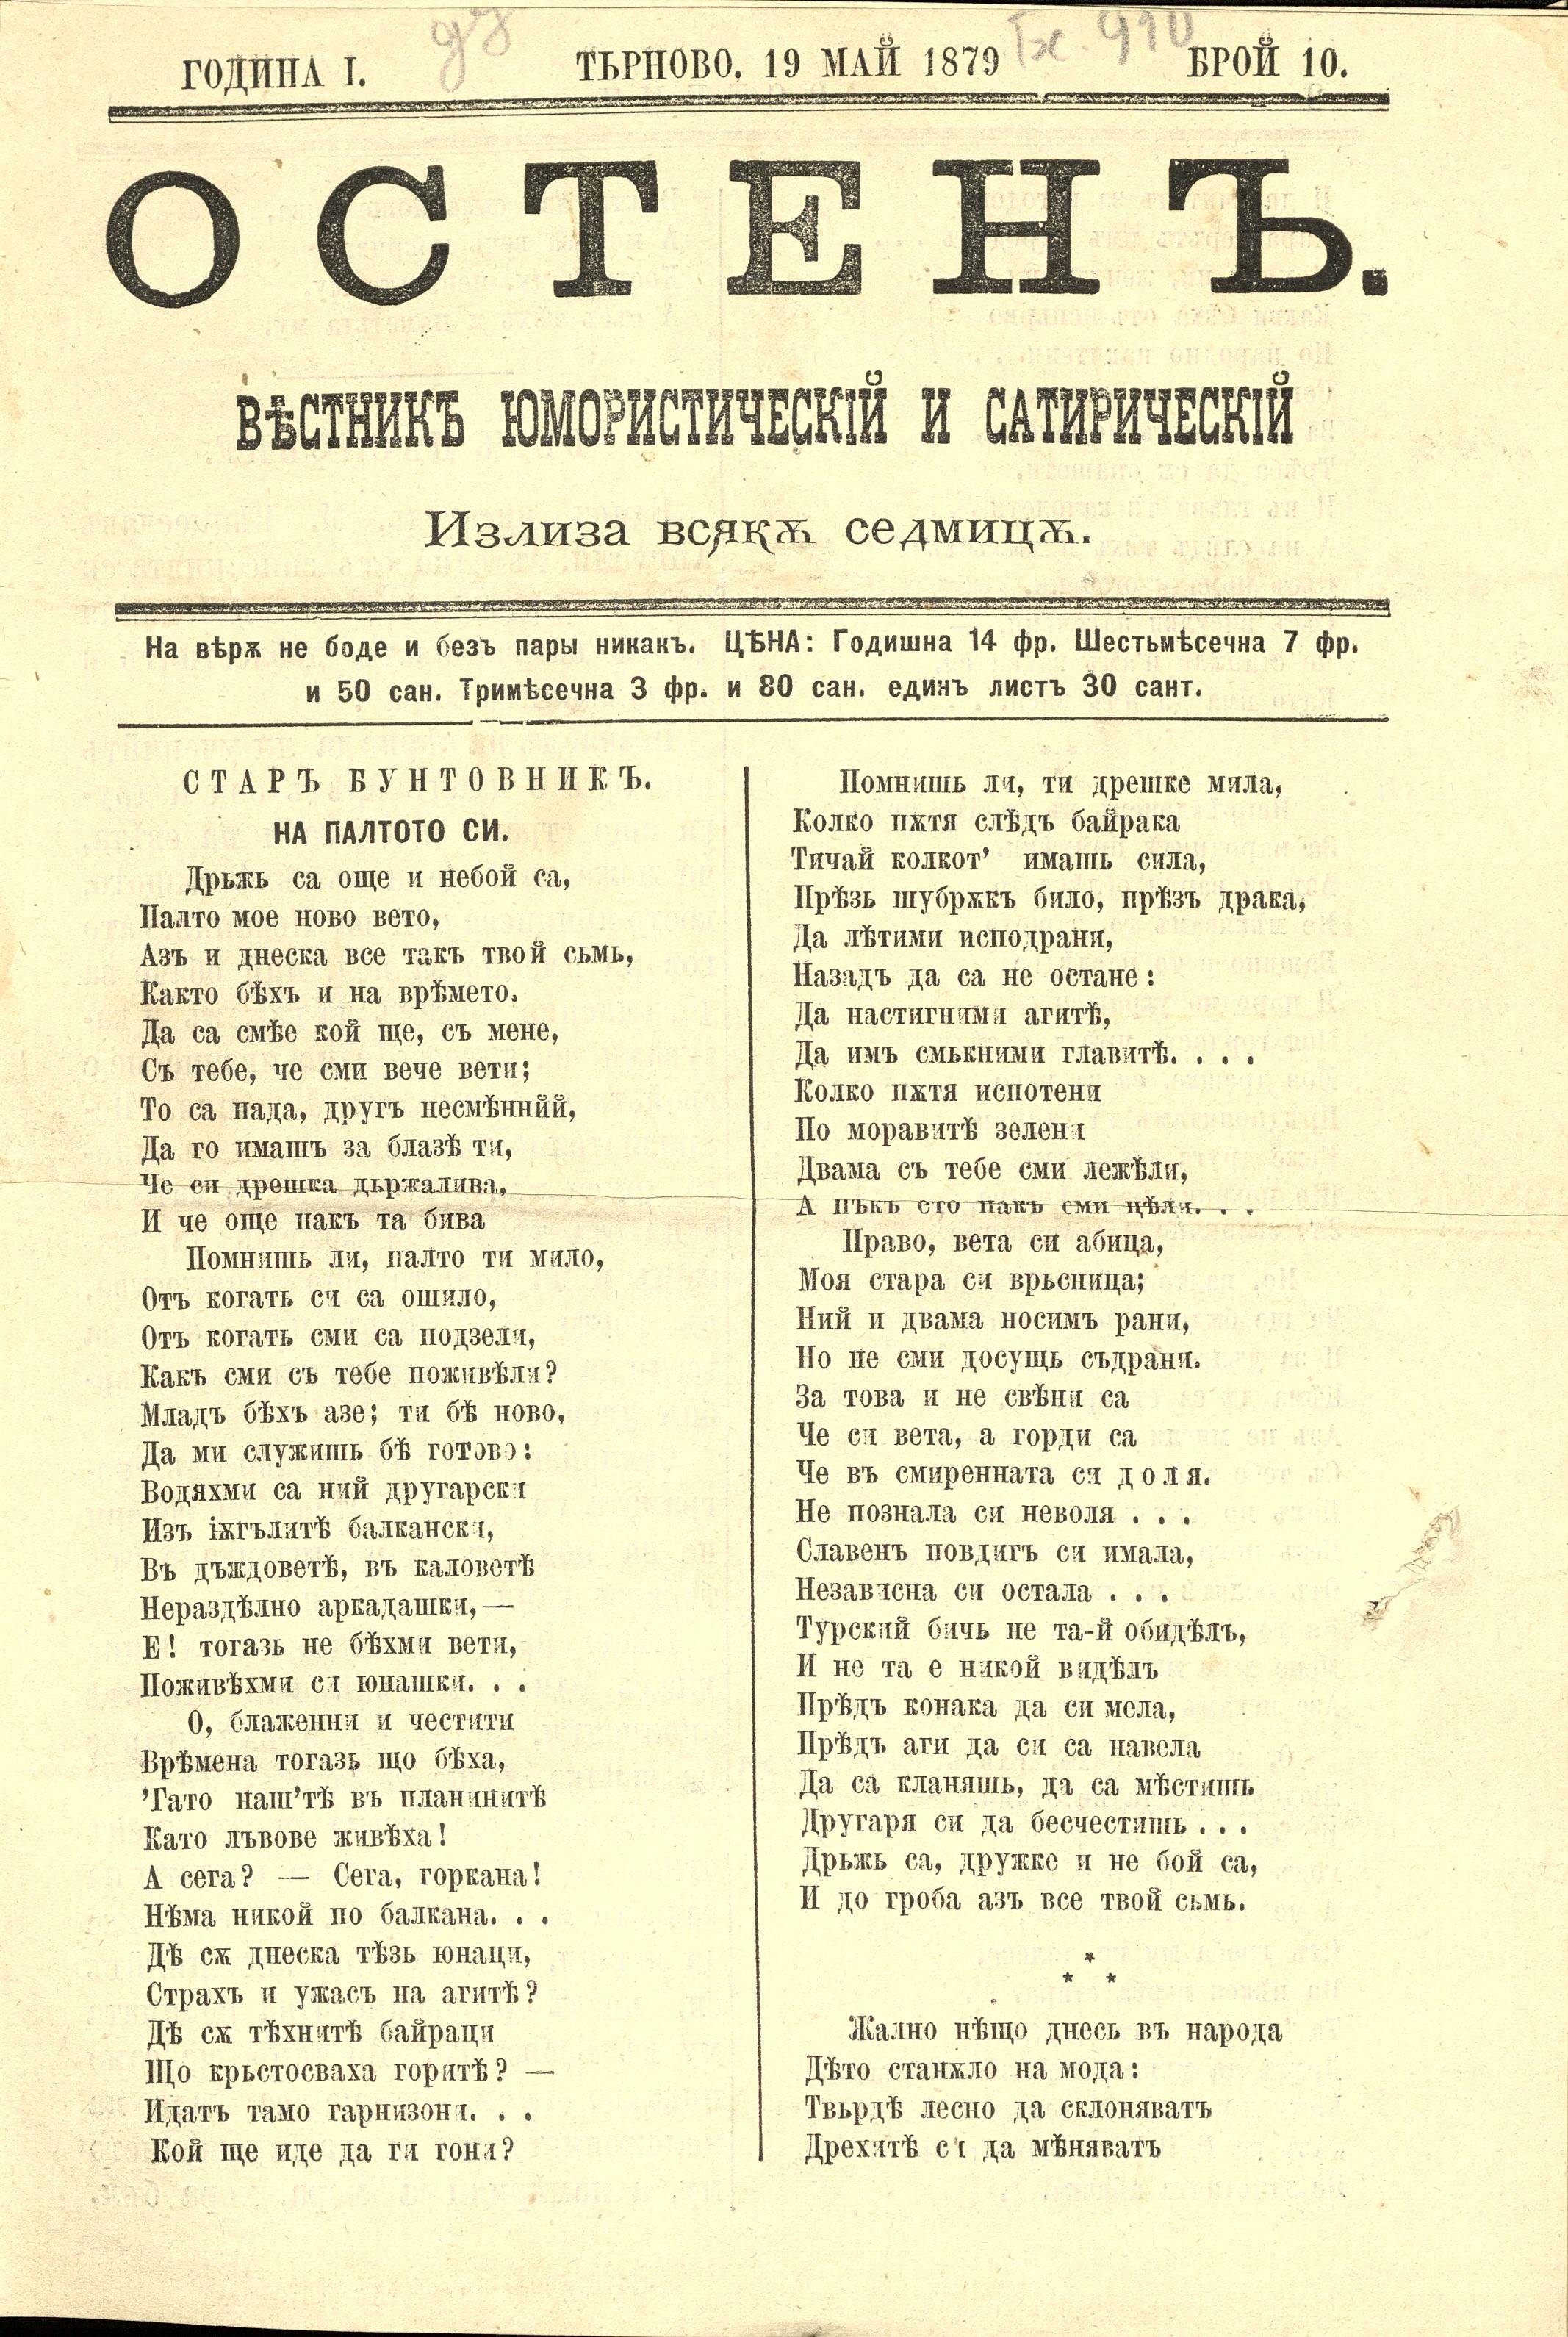 ГОДИНА I.
ТЬРНОВО. 19 МАЙ 1879
БРОЙ 10.
ОСТЕНЪ.
ВѢСТНИКЪ ЮМОРИСТИЧЕСКІЙ И САТИРИЧЕСКІЙ
Излиза всякѫ седмицѫ.
На вѣрѫ не боде и безъ пары никакъ. ЦѢНА: Годишна 14 фр. Шестьмѣсечна 7 фр.
и 50 сан. Тримѣсечна 3 фр. и 80 сан. единъ листъ 30 сант.
СТАРЪ БУНТОВНИКЪ.
НА ПАЛТОТО СИ.
Дрьжь са още и небой са,
Палто мое ново вето,
Азъ и днеска все такъ твой сьмь,
Както бѣхъ и на врѣмето.
Да са смѣе кой ще, съ мене,
Съ тебе, че сми вече вети;
То са пада, другъ несмѣнний,
Да го имашъ за блазѣ ти,
Че си дрешка дьржалива,
И че още пакъ та бива
Помнишь ли, палто ти мило,
Отъ когать си са ошило,
Отъ когать сми са подзели,
Какъ сми съ тебе поживѣли?
Младъ бѣхъ азе; ти бѣ ново,
Да ми служишь бѣ готово:
Водяхми са ний другарски
Изъ іѫгълитѣ балкански,
Въ дъждоветѣ, въ каловетѣ
Нераздѣлно аркадашки, —
Е! тогазь не бѣхми вети,
Поживѣхми си юнашки. . .
О, блаженни и честити
Врѣмена тогазь що бѣха,
’Гато наш’тѣ въ планинитѣ
Като лъвове живѣха!
А сега? — Сега, горкана!
Нѣма никой по балкана. . .
Дѣ сѫ днеска тѣзь юнаци,
Страхъ и ужасъ на агитѣ?
Дѣ сѫ тѣхнитѣ байраци
Що крьстосваха горитѣ? —
Идатъ тамо гарнизони. . .
Кой ще иде да ги гони?
Помнишь ли, ти дрешке мила,
Колко пѫтя слѣдъ байрака
Тичай колкот’ имашь сила,
Прѣзь шубрѫкъ било, прѣзъ драка,
Да лѣтими исподрани,
Назадъ да са не остане:
Да настигними агитѣ,
Да имъ смькними главитѣ. . . .
Колко пѫтя испотени
По моравитѣ зелени
Двама съ тебе сми лежѣли,
А пъкъ ето пакъ сми цѣли. . .
Право, вета си абица,
Моя стара си врьсница;
Ний и двама носимъ рани,
Но не сми досущь съдрани.
За това и не свѣни са
Че си вета, а горди са
Че въ смиренната си доля.
Не познала си неволя . . .
Славенъ повдигъ си имала,
Независна си остала . . .
Турский бичь не та-й обидѣлъ,
И не та е никой видѣлъ
Прѣдъ конака да си мела,
Прѣдъ аги да си са навела
Да са кланяшь, да са мѣстишь
Другаря си да бесчестишь . . .
Дрьжь са, дружке и не бой са,
И до гроба азъ все твой сьмь.
* * *
Жално нѣщо днесь въ народа
Дѣто станѫло на мода:
Твьрдѣ лесно да склоняватъ
Дрехитѣ си да мѣняватъ